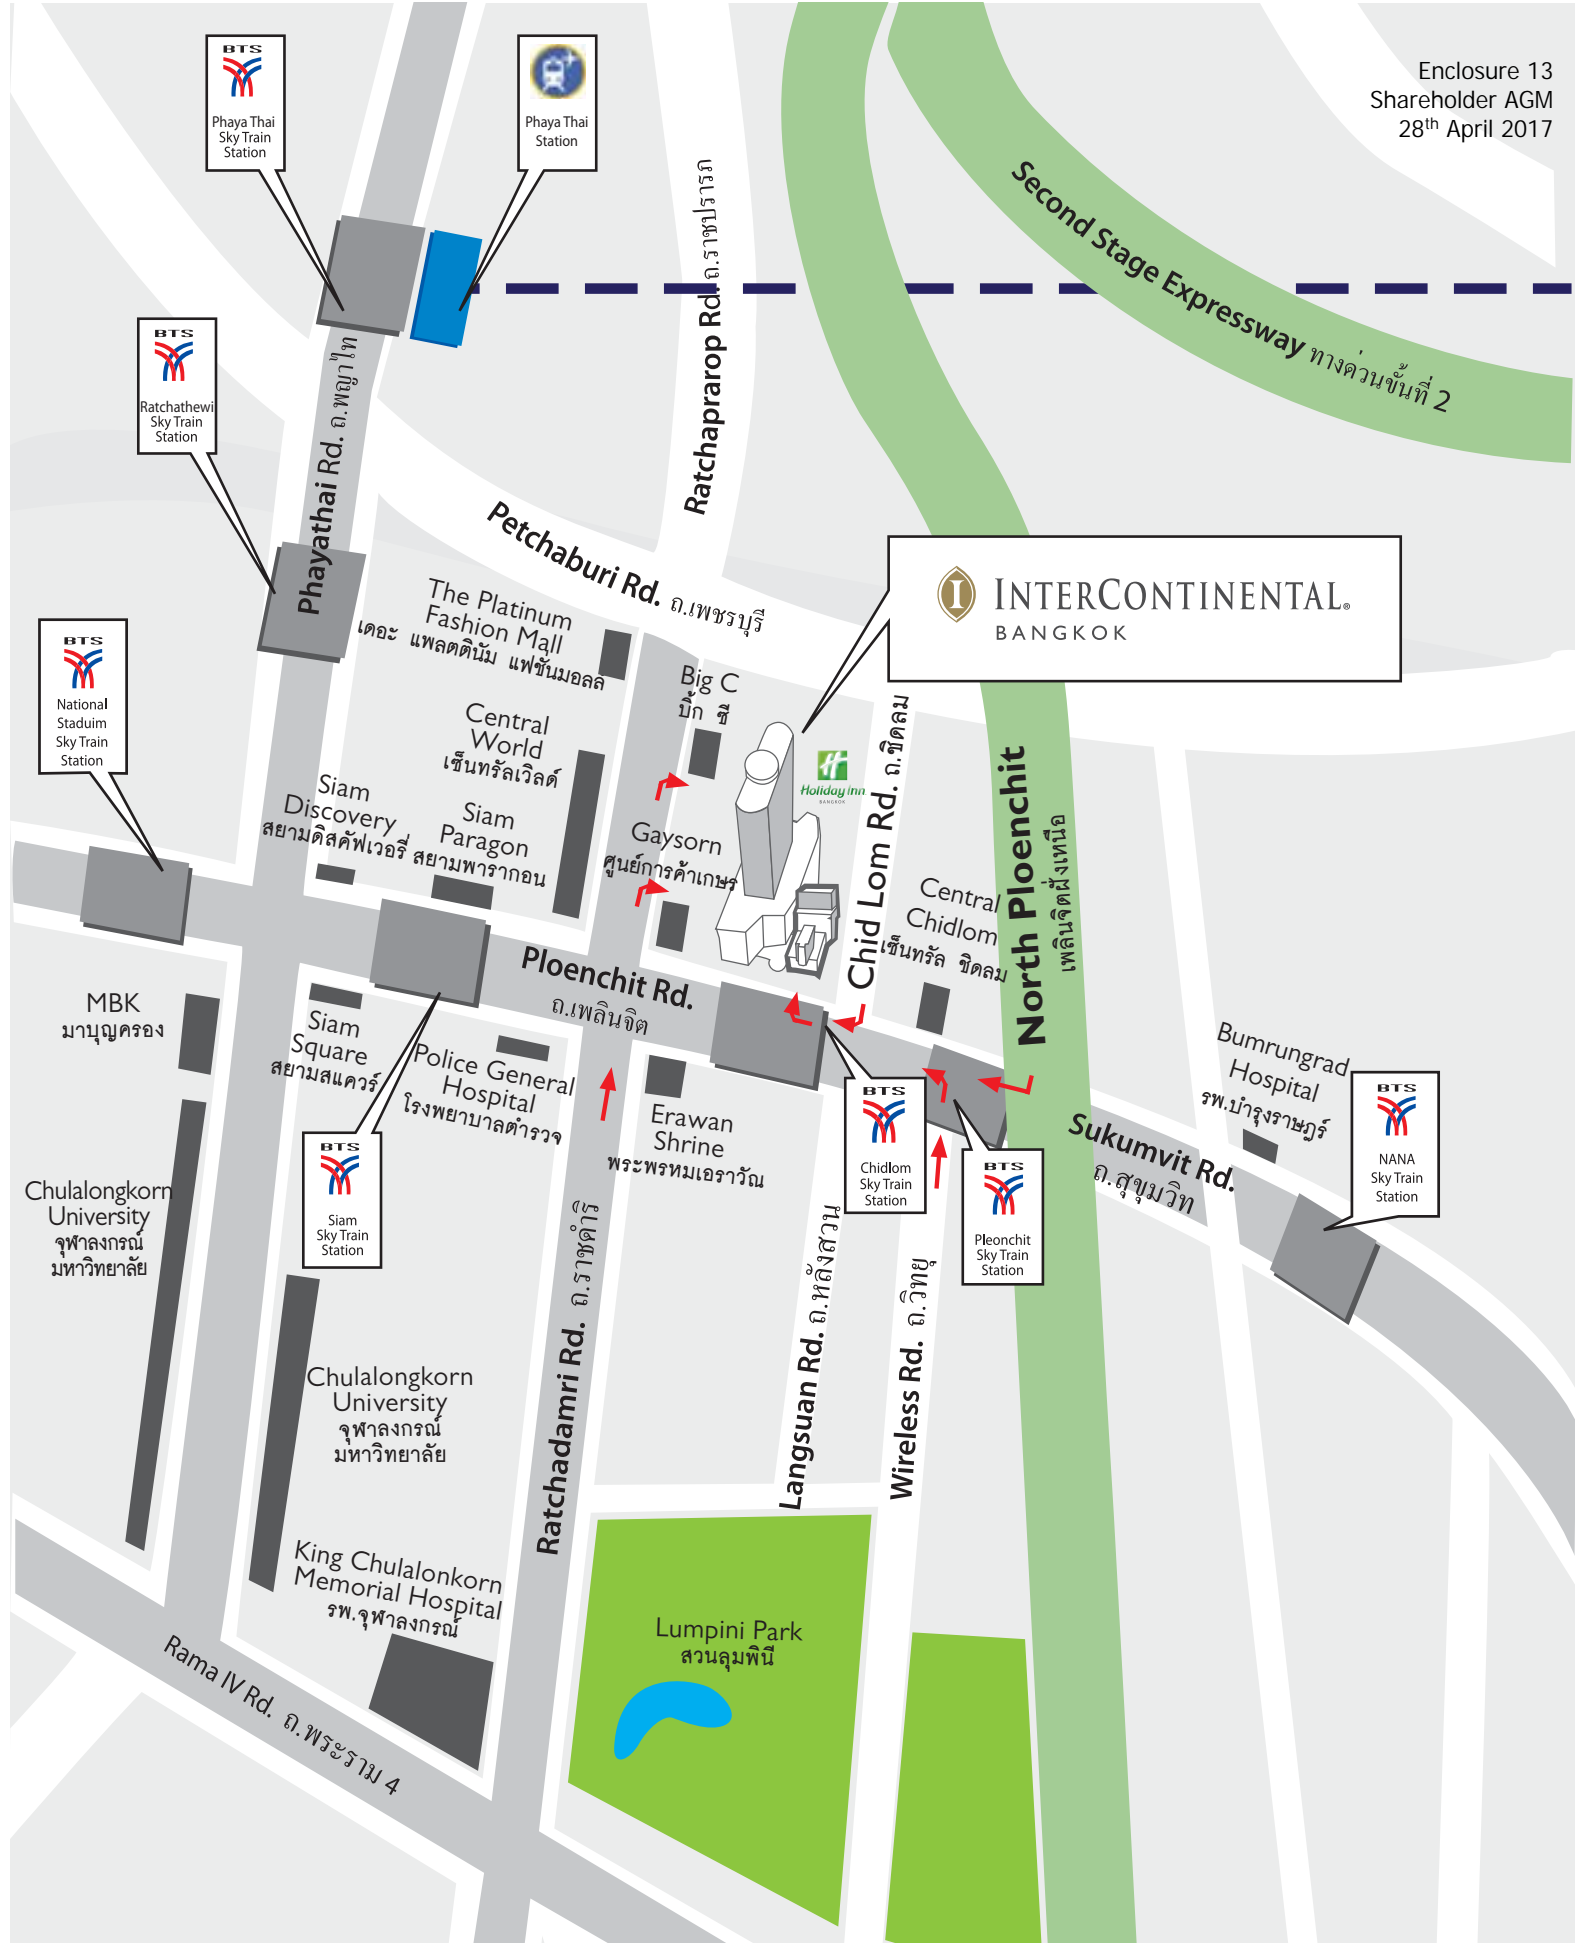 Enclosure 13
Shareholder AGM
28th April 2017
BTS
Phaya Thai
Sky Train
Station
Phaya Thai
Station
Ratchaprarop Rd. ถ.ราชปรารภ
Second Stage Expressway ทางด่วนขั้นที่ 2
BTS
Ratchathewi
Sky Train
Station
Phayathai Rd. ถ.พญาไท
Petchaburi Rd. ถ.เพชรบุรี
I
INTERCONTINENTAL®
BANGKOK
The Platinum
Fashion Mall
เดอะ แพลตตินัม แฟชั่นมอลล
BTS
National
Staduim
Sky Train
Station
Big C
บิ๊ก ซี
Central
World
เซ็นทรัลเวิลด์
H
Holiday Inn
BANGKOK
Chid Lom Rd. ถ.ชิดลม
North Ploenchit
เพลินจิตฝั่งเหนือ
Siam
Discovery
สยามดิสคัฟเวอรี่
Siam
Paragon
สยามพารากอน
Gaysorn
ศูนย์การค้าเกษร
Central
Chidlom
เซ็นทรัล ชิดลม
Ploenchit Rd.
ถ.เพลินจิต
MBK
มาบุญครอง
Siam
Square
สยามสแควร์
Police General
Hospital
โรงพยาบาลตำรวจ
Erawan
Shrine
พระพรหมเอราวัณ
BTS
Chidlom
Sky Train
Station
BTS
Pleonchit
Sky Train
Station
Sukumvit Rd.
ถ.สุขุมวิท
Bumrungrad
Hospital
รพ.บำรุงราษฎร์
BTS
NANA
Sky Train
Station
BTS
Siam
Sky Train
Station
Chulalongkorn
University
จุฬาลงกรณ์
มหาวิทยาลัย
Ratchadamri Rd. ถ.ราชดำริ
Langsuan Rd. ถ.หลังสวน
Wireless Rd. ถ.วิทยุ
Chulalongkorn
University
จุฬาลงกรณ์
มหาวิทยาลัย
King Chulalonkorn
Memorial Hospital
รพ.จุฬาลงกรณ์
Lumpini Park
สวนลุมพินี
Rama IV Rd. ถ.พระราม 4